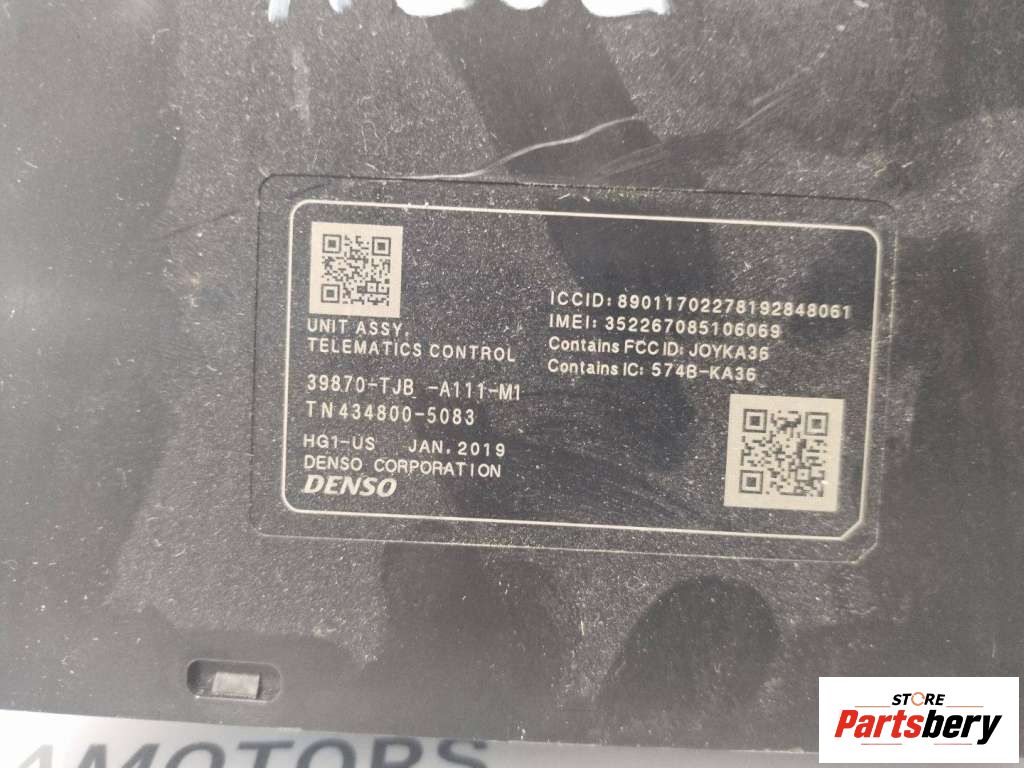 UNIT ASSY,
TELEMATICS CONTROL
39870-TJB -A111-M1
TN434800-5083
HG1-US JAN. 2019
DENSO CORPORATION
DENSO
ICCID: 89011702278192848061
IMEI: 352267085106069
Contains FCC ID: JOYKA36
Contains IC: 574B-KA36
MOTORS
STORE
Partsbery